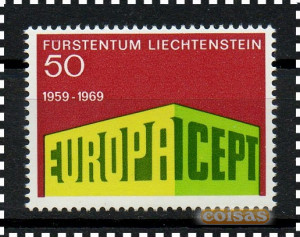 FURSTENTUM LIECHTENSTEIN
50
1959-1969
EUROPA CEPT
coisas